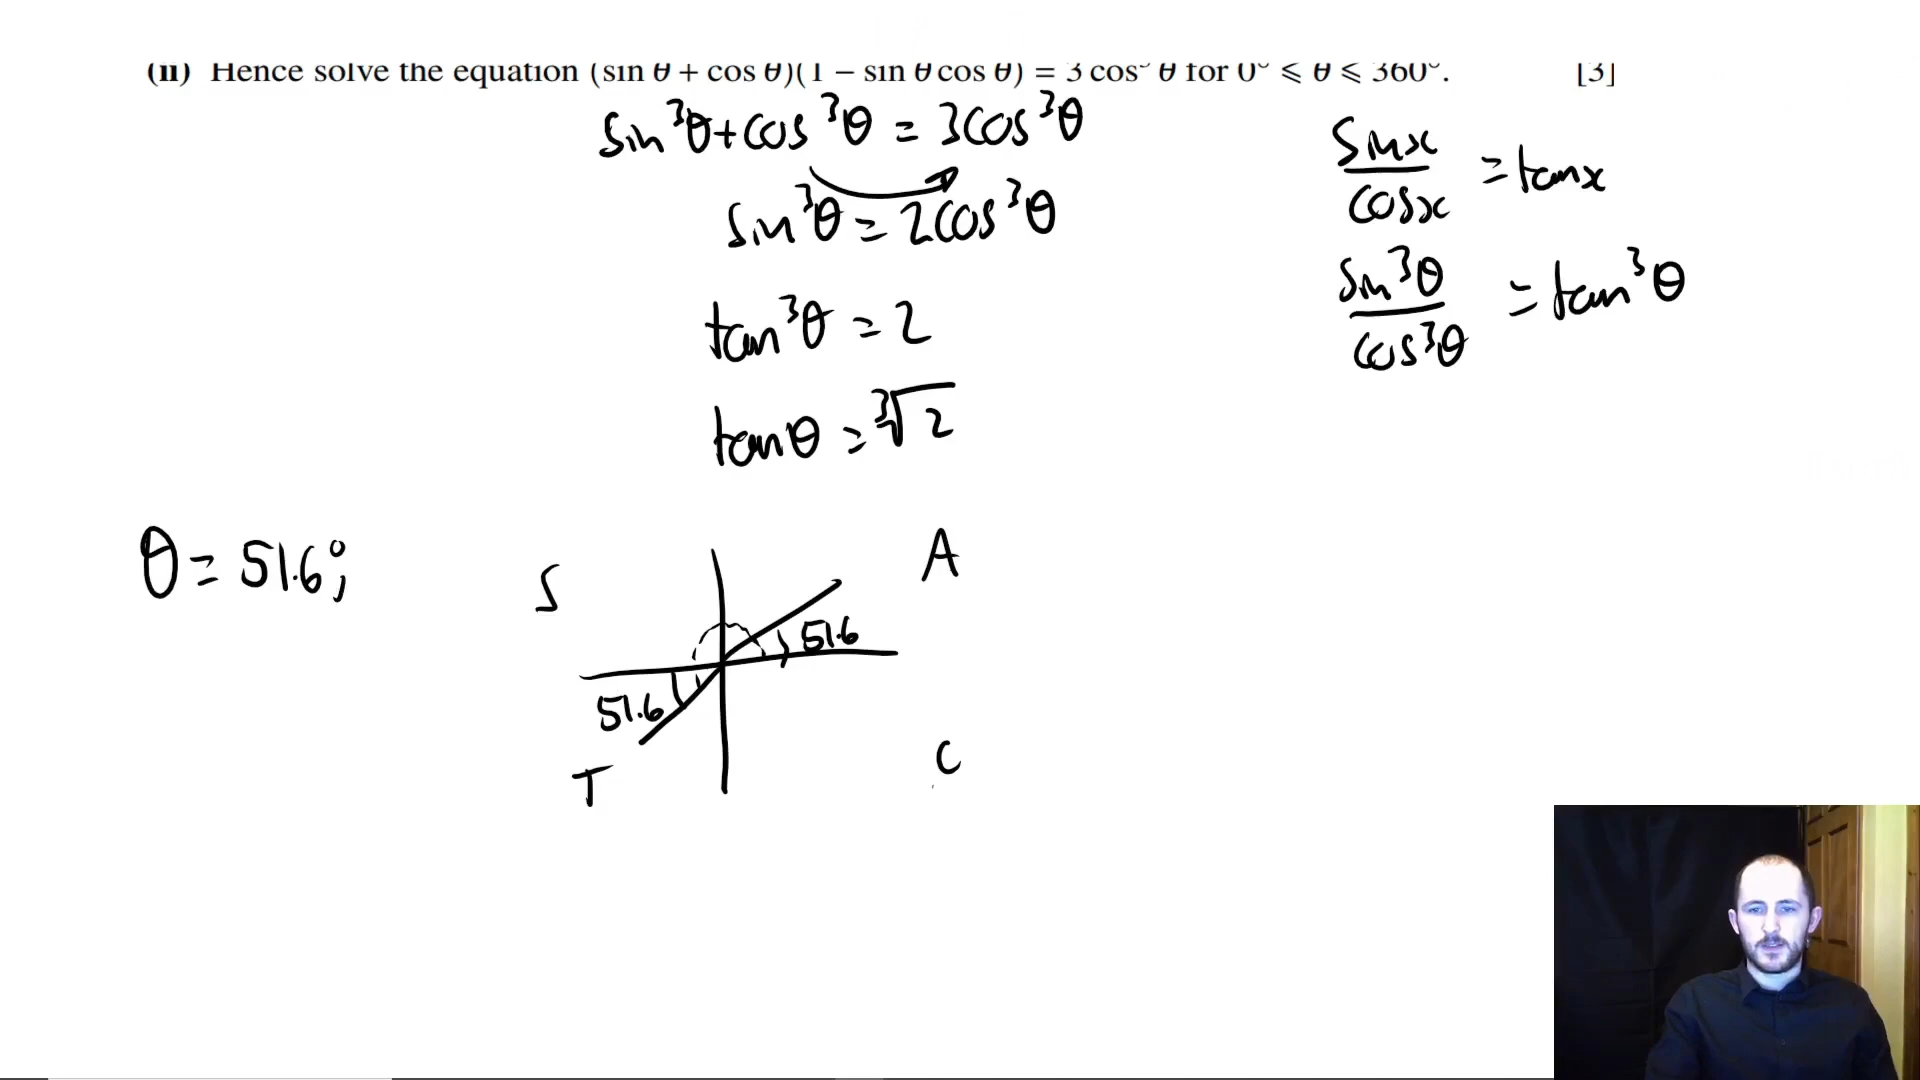 (ii) Hence solve the equation (sin θ + cos θ)(1 − sin θ cos θ) = 3 cos³ θ for 0° ⩽ θ ⩽ 360°. [3]
sin³θ+cos³θ = 3cos³θ
sin³θ = 2cos³θ
tan³θ = 2
tanθ = ∛2
sinx/cosx = tanx
sin³θ/cos³θ = tan³θ
θ = 51.6°;
S
A
51.6
51.6
T
C